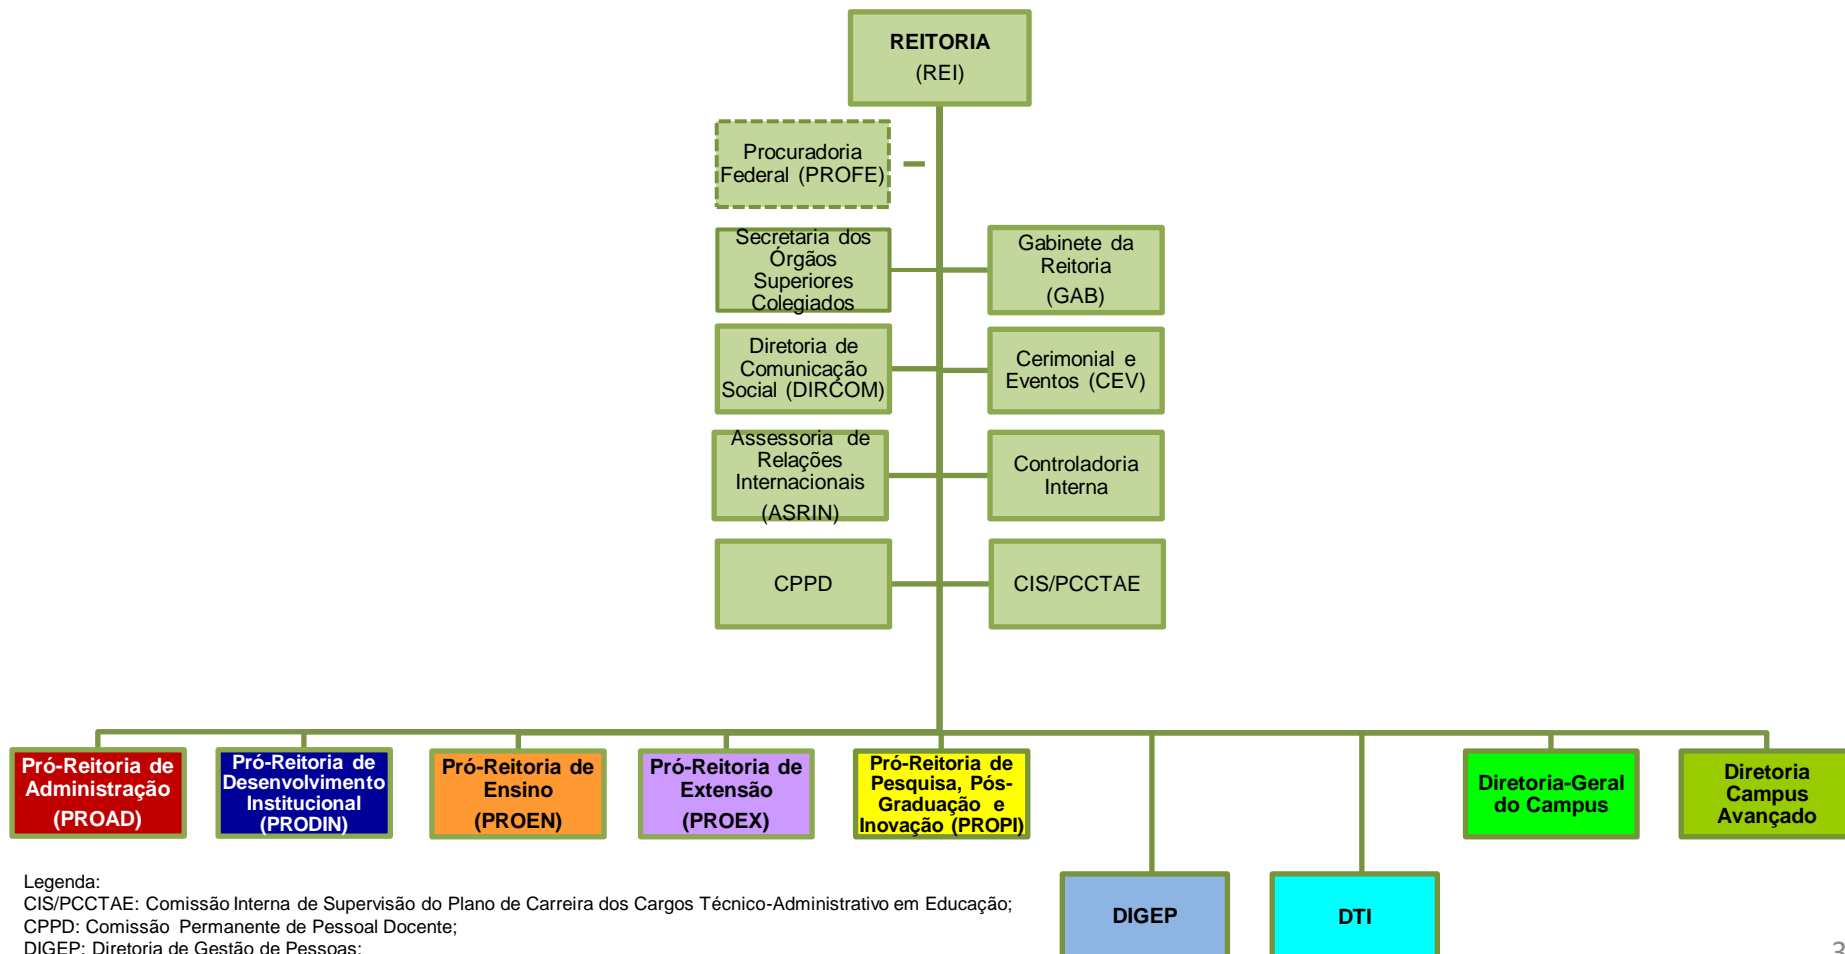 REITORIA
(REI)
Procuradoria
Federal (PROFE)
Secretaria dos
Órgãos
Superiores
Colegiados
Gabinete da
Reitoria
(GAB)
Diretoria de
Comunicação
Social (DIRCOM)
Cerimonial e
Eventos (CEV)
Assessoria de
Relações
Internacionais
(ASRIN)
Controladoria
Interna
CPPD
CIS/PCCTAE
Pró-Reitoria de
Administração
(PROAD)
Pró-Reitoria de
Desenvolvimento
Institucional
(PRODIN)
Pró-Reitoria de
Ensino
(PROEN)
Pró-Reitoria de
Extensão
(PROEX)
Pró-Reitoria de
Pesquisa, Pós-
Graduação e
Inovação (PROPI)
Diretoria-Geral
do Campus
Diretoria
Campus
Avançado
DIGEP
DTI
Legenda:
CIS/PCCTAE: Comissão Interna de Supervisão do Plano de Carreira dos Cargos Técnico-Administrativo em Educação;
CPPD: Comissão Permanente de Pessoal Docente;
DIGEP: Diretoria de Gestão de Pessoas;
3